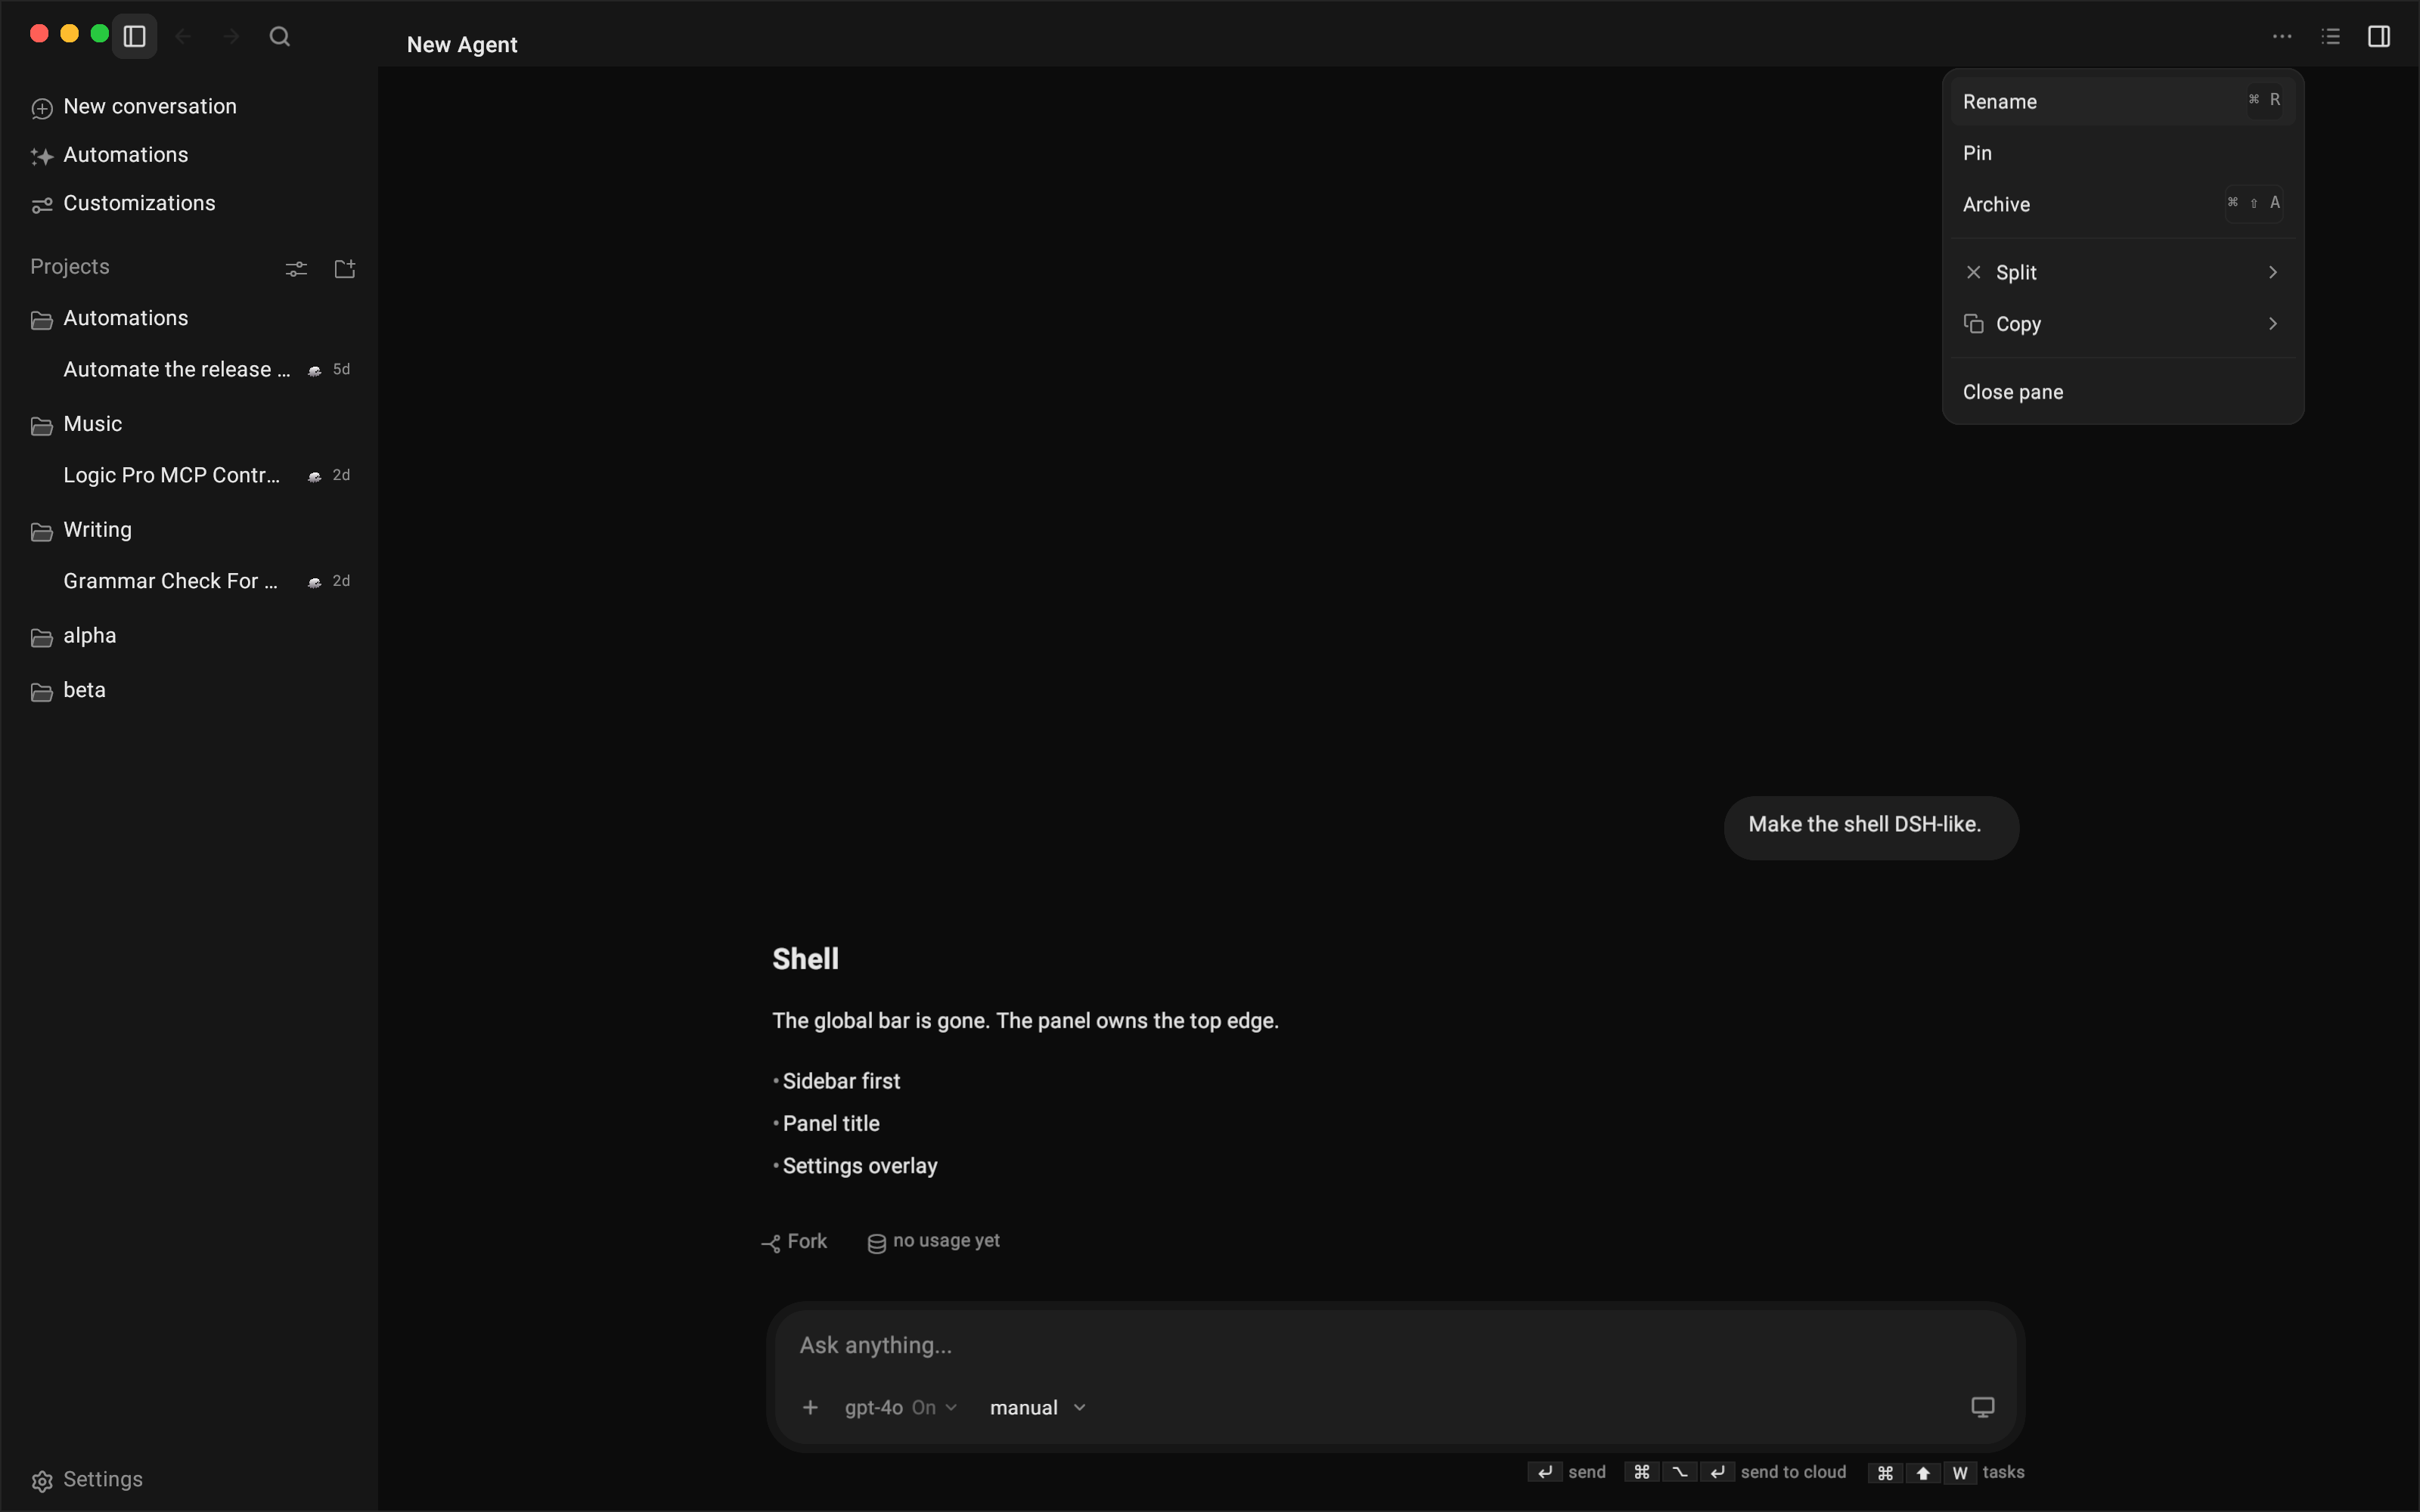 New Agent
New conversation
Automations
Customizations
Projects
Automations
Automate the release ... 5d
Music
Logic Pro MCP Contr... 2d
Writing
Grammar Check For ... 2d
alpha
beta
Settings
Rename ⌘ R
Pin
Archive ⌘ ⇧ A
Split
Copy
Close pane
Make the shell DSH-like.
Shell
The global bar is gone. The panel owns the top edge.
• Sidebar first
• Panel title
• Settings overlay
Fork no usage yet
Ask anything...
gpt-4o On manual
↵ send ⌘ ⌥ ↵ send to cloud ⌘ ⬆ W tasks